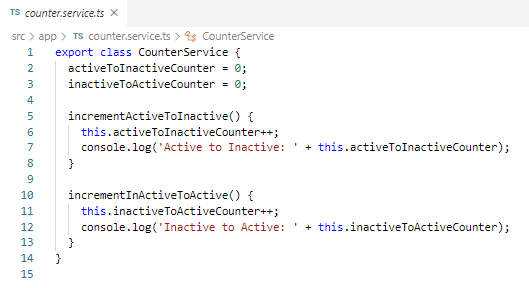 TS counter.service.ts ×
src > app > TS counter.service.ts > CounterService
1 export class CounterService {
2   activeToInactiveCounter = 0;
3   inactiveToActiveCounter = 0;
4
5   incrementActiveToInactive() {
6     this.activeToInactiveCounter++;
7     console.log('Active to Inactive: ' + this.activeToInactiveCounter);
8   }
9
10   incrementInActiveToActive() {
11     this.inactiveToActiveCounter++;
12     console.log('Inactive to Active: ' + this.inactiveToActiveCounter);
13   }
14 }
15